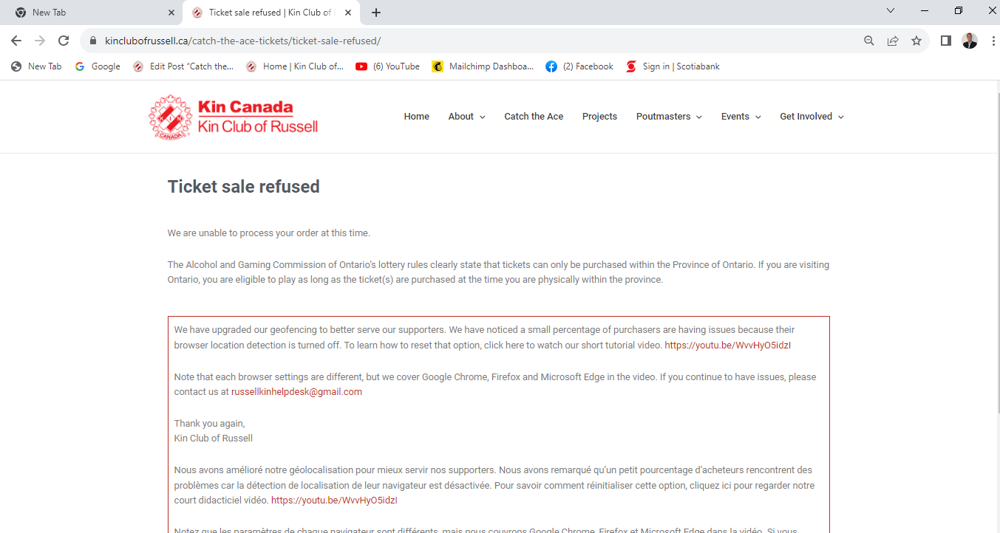 New Tab
Ticket sale refused | Kin Club of
kinclubofrussell.ca/catch-the-ace-tickets/ticket-sale-refused/
New Tab Google Edit Post “Catch the... Home | Kin Club of... (6) YouTube Mailchimp Dashboa... (2) Facebook Sign in | Scotiabank
KIN
CANADA
Kin Canada
Kin Club of Russell
Home About Catch the Ace Projects Poutmasters Events Get Involved
Ticket sale refused
We are unable to process your order at this time.
The Alcohol and Gaming Commission of Ontario’s lottery rules clearly state that tickets can only be purchased within the Province of Ontario. If you are visiting
Ontario, you are eligible to play as long as the ticket(s) are purchased at the time you are physically within the province.
We have upgraded our geofencing to better serve our supporters. We have noticed a small percentage of purchasers are having issues because their
browser location detection is turned off. To learn how to reset that option, click here to watch our short tutorial video. https://youtu.be/WvvHyO5idzI
Note that each browser settings are different, but we cover Google Chrome, Firefox and Microsoft Edge in the video. If you continue to have issues, please
contact us at russellkinhelpdesk@gmail.com
Thank you again,
Kin Club of Russell
Nous avons amélioré notre géolocalisation pour mieux servir nos supporters. Nous avons remarqué qu’un petit pourcentage d’acheteurs rencontrent des
problèmes car la détection de localisation de leur navigateur est désactivée. Pour savoir comment réinitialiser cette option, cliquez ici pour regarder notre
court didacticiel vidéo. https://youtu.be/WvvHyO5idzI
Notez que les paramètres de chaque navigateur sont différents, mais nous couvrons Google Chrome, Firefox et Microsoft Edge dans la vidéo. Si vous